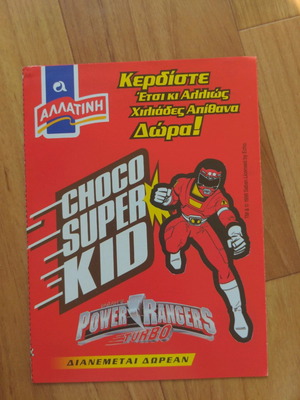 α
ΑΛΛΑΤΙΝΗ
Κερδίστε
Έτσι κι Αλλιώς
Χιλιάδες Απίθανα
Δώρα!
CHOCO
SUPER
KID
POWER RANGERS
TURBO
ΔΙΑΝΕΜΕΤΑΙ ΔΩΡΕΑΝ